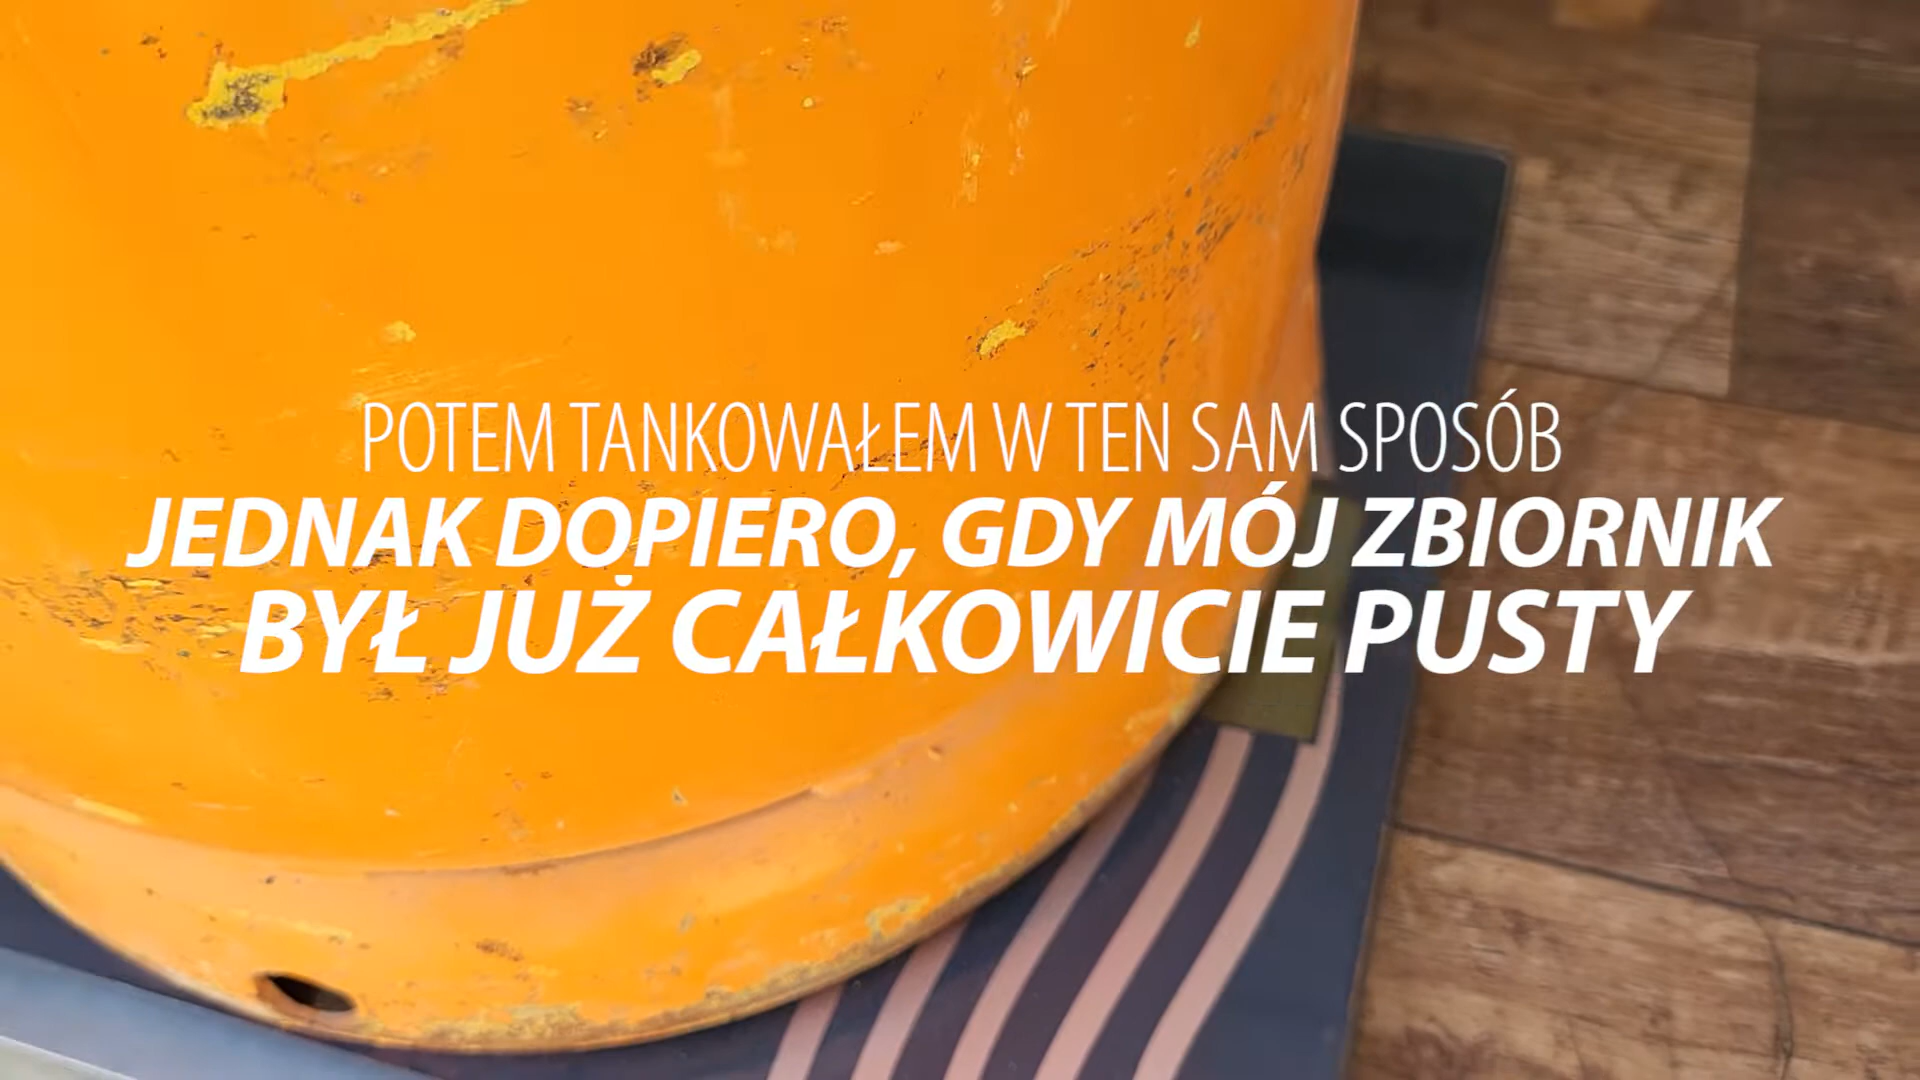 POTEM TANKOWAŁEM W TEN SAM SPOSÓB
JEDNAK DOPIERO, GDY MÓJ ZBIORNIK
BYŁ JUŻ CAŁKOWICIE PUSTY